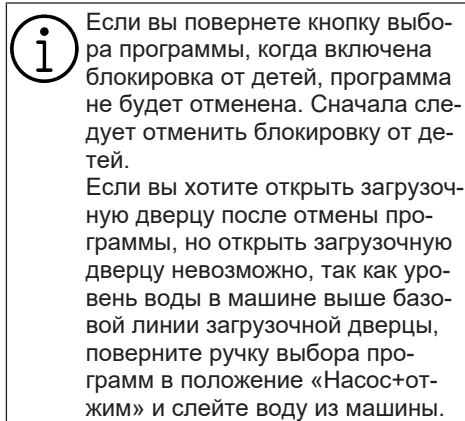 Если вы повернете кнопку выбо-
ра программы, когда включена
блокировка от детей, программа
не будет отменена. Сначала сле-
дует отменить блокировку от де-
тей.
Если вы хотите открыть загрузоч-
ную дверцу после отмены про-
граммы, но открыть загрузочную
дверцу невозможно, так как уро-
вень воды в машине выше базо-
вой линии загрузочной дверцы,
поверните ручку выбора про-
грамм в положение «Насос+от-
жим» и слейте воду из машины.